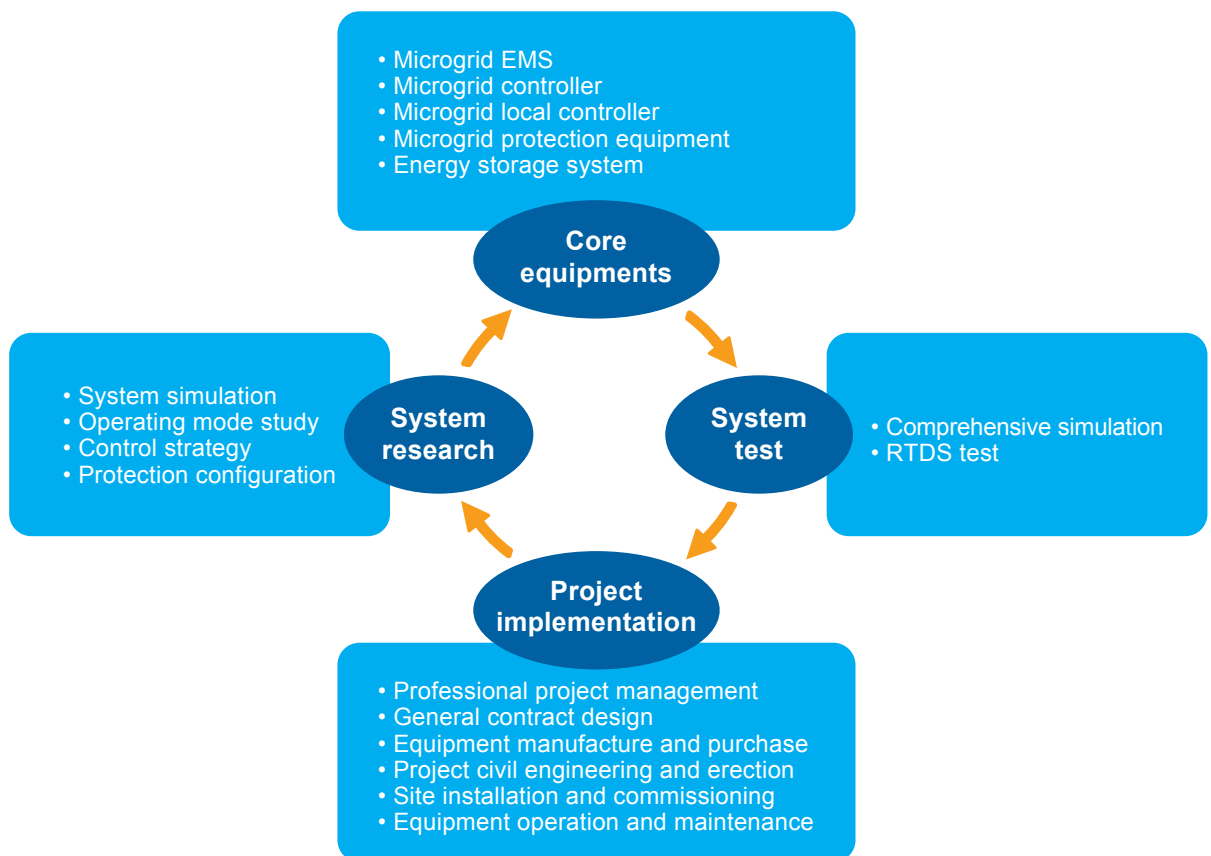 • Microgrid EMS
• Microgrid controller
• Microgrid local controller
• Microgrid protection equipment
• Energy storage system
Core
equipments
• System simulation
• Operating mode study
• Control strategy
• Protection configuration
System
research
System
test
• Comprehensive simulation
• RTDS test
Project
implementation
• Professional project management
• General contract design
• Equipment manufacture and purchase
• Project civil engineering and erection
• Site installation and commissioning
• Equipment operation and maintenance